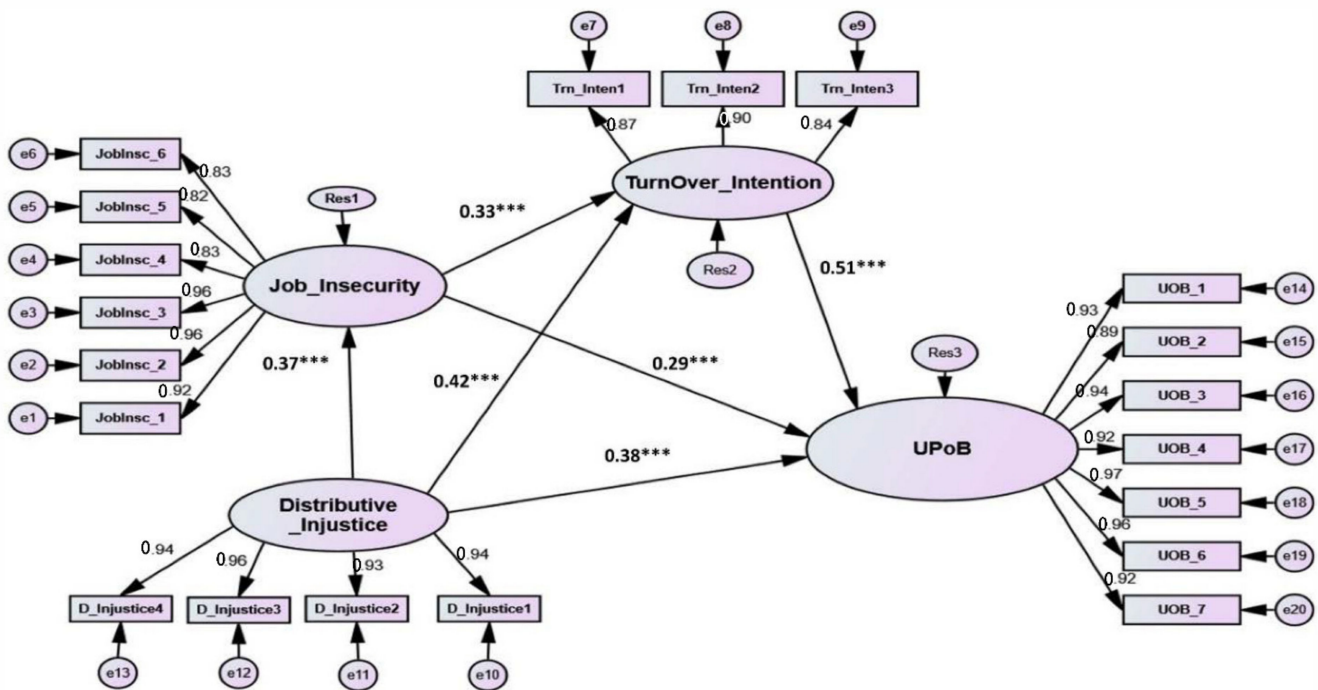 e7
e8
e9
Trn_Inten1
Trn_Inten2
Trn_Inten3
0.87
0.90
0.84
TurnOver_Intention
e6
JobInsc_6
0.83
e5
JobInsc_5
0.82
e4
JobInsc_4
0.83
e3
JobInsc_3
0.96
e2
JobInsc_2
0.96
e1
JobInsc_1
0.92
Res1
Job_Insecurity
0.33***
Res2
0.51***
0.37***
0.42***
0.29***
0.38***
Res3
UPoB
0.93
UOB_1
e14
0.89
UOB_2
e15
0.94
UOB_3
e16
0.92
UOB_4
e17
0.97
UOB_5
e18
0.96
UOB_6
e19
0.92
UOB_7
e20
Distributive
_Injustice
0.94
0.96
0.93
0.94
D_Injustice4
D_Injustice3
D_Injustice2
D_Injustice1
e13
e12
e11
e10